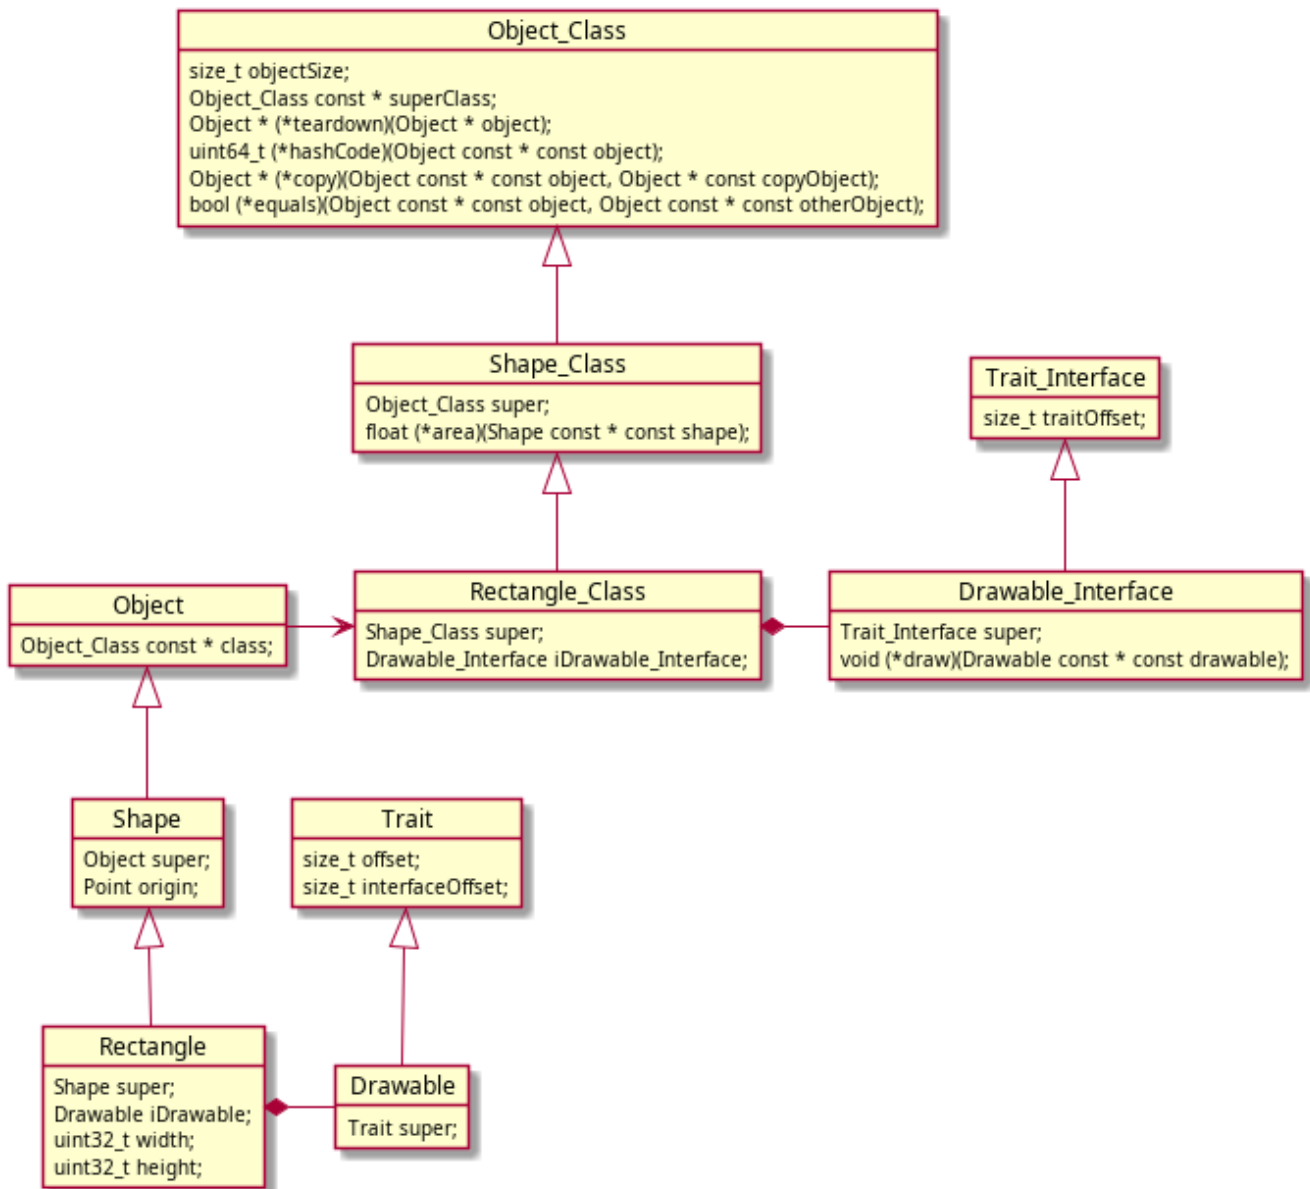 Object_Class
size_t objectSize;
Object_Class const * superClass;
Object * (*teardown)(Object * object);
uint64_t (*hashCode)(Object const * const object);
Object * (*copy)(Object const * const object, Object * const copyObject);
bool (*equals)(Object const * const object, Object const * const otherObject);
Shape_Class
Object_Class super;
float (*area)(Shape const * const shape);
Trait_Interface
size_t traitOffset;
Object
Object_Class const * class;
Rectangle_Class
Shape_Class super;
Drawable_Interface iDrawable_Interface;
Drawable_Interface
Trait_Interface super;
void (*draw)(Drawable const * const drawable);
Shape
Object super;
Point origin;
Trait
size_t offset;
size_t interfaceOffset;
Rectangle
Shape super;
Drawable iDrawable;
uint32_t width;
uint32_t height;
Drawable
Trait super;